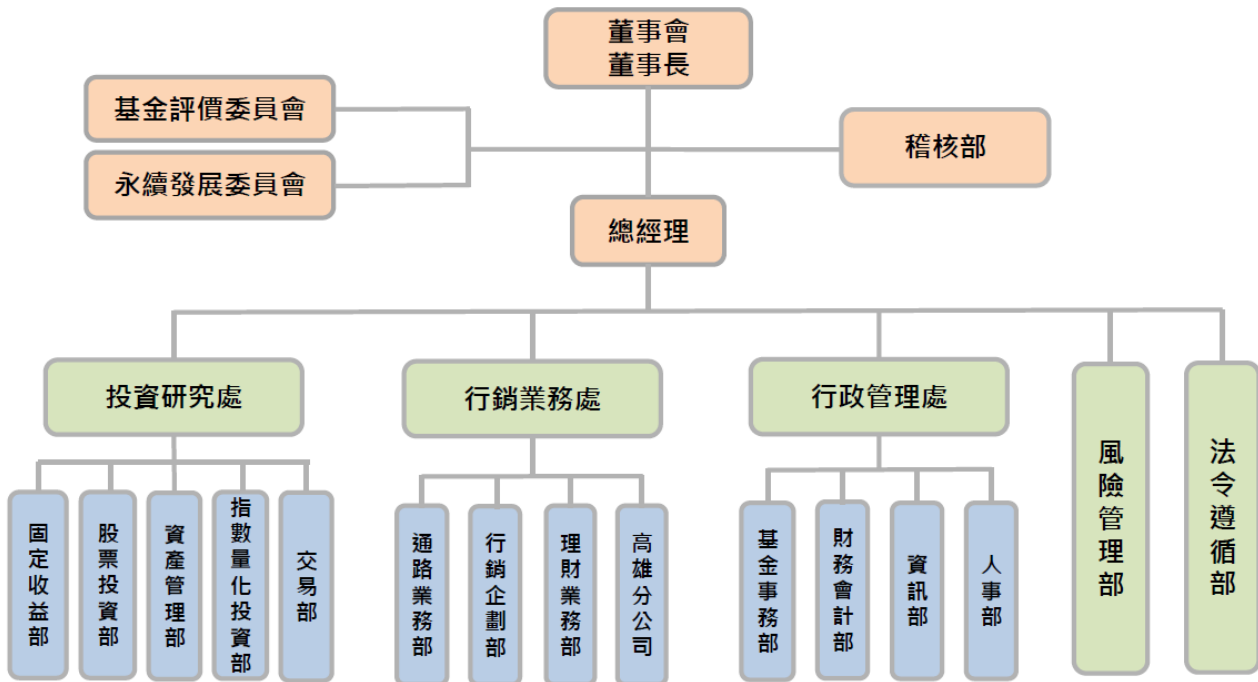 董事會
董事長
基金評價委員會
稽核部
永續發展委員會
總經理
投資研究處
行銷業務處
行政管理處
風險管理部
法令遵循部
固定收益部
股票投資部
資產管理部
指數量化投資部
交易部
通路業務部
行銷企劃部
理財業務部
高雄分公司
基金事務部
財務會計部
資訊部
人事部